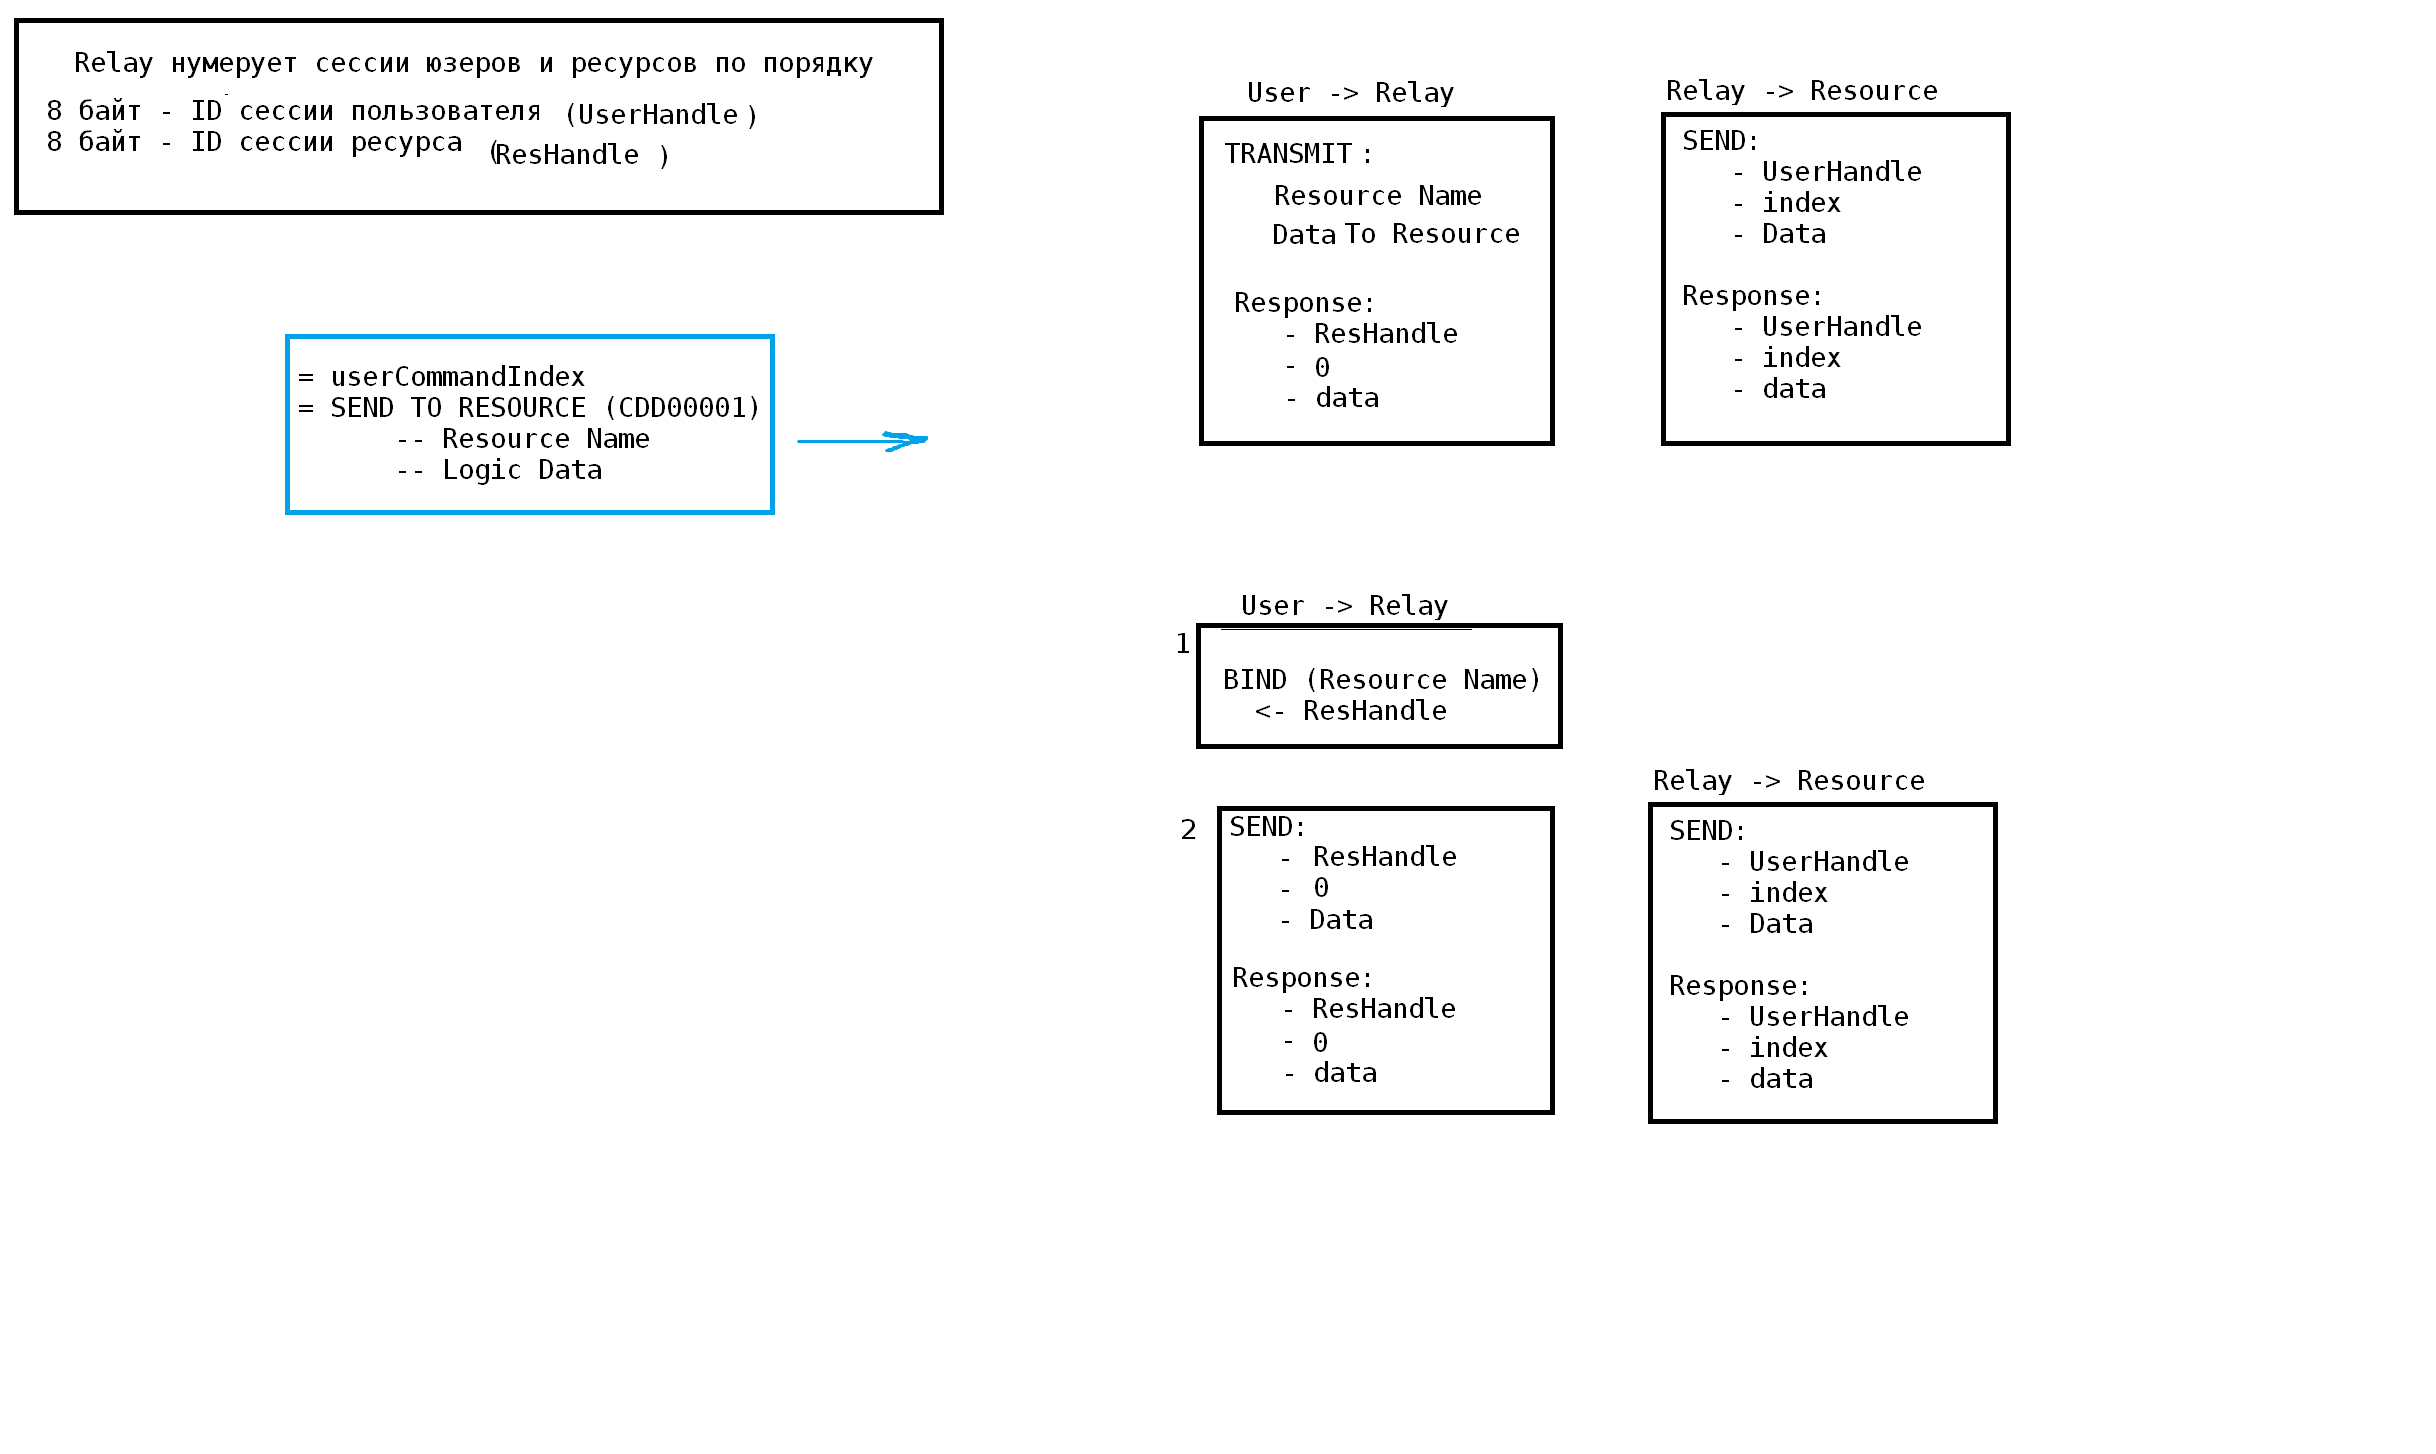 Relay нумерует сессии юзеров и ресурсов по порядку
8 байт - ID сессии пользователя (UserHandle )
8 байт - ID сессии ресурса (ResHandle )
= userCommandIndex
= SEND TO RESOURCE (CDD00001)
-- Resource Name
-- Logic Data
User -> Relay
TRANSMIT :
Resource Name
Data To Resource
Response:
- ResHandle
- 0
- data
Relay -> Resource
SEND:
- UserHandle
- index
- Data
Response:
- UserHandle
- index
- data
User -> Relay
1
BIND (Resource Name)
<- ResHandle
2
SEND:
- ResHandle
- 0
- Data
Response:
- ResHandle
- 0
- data
Relay -> Resource
SEND:
- UserHandle
- index
- Data
Response:
- UserHandle
- index
- data